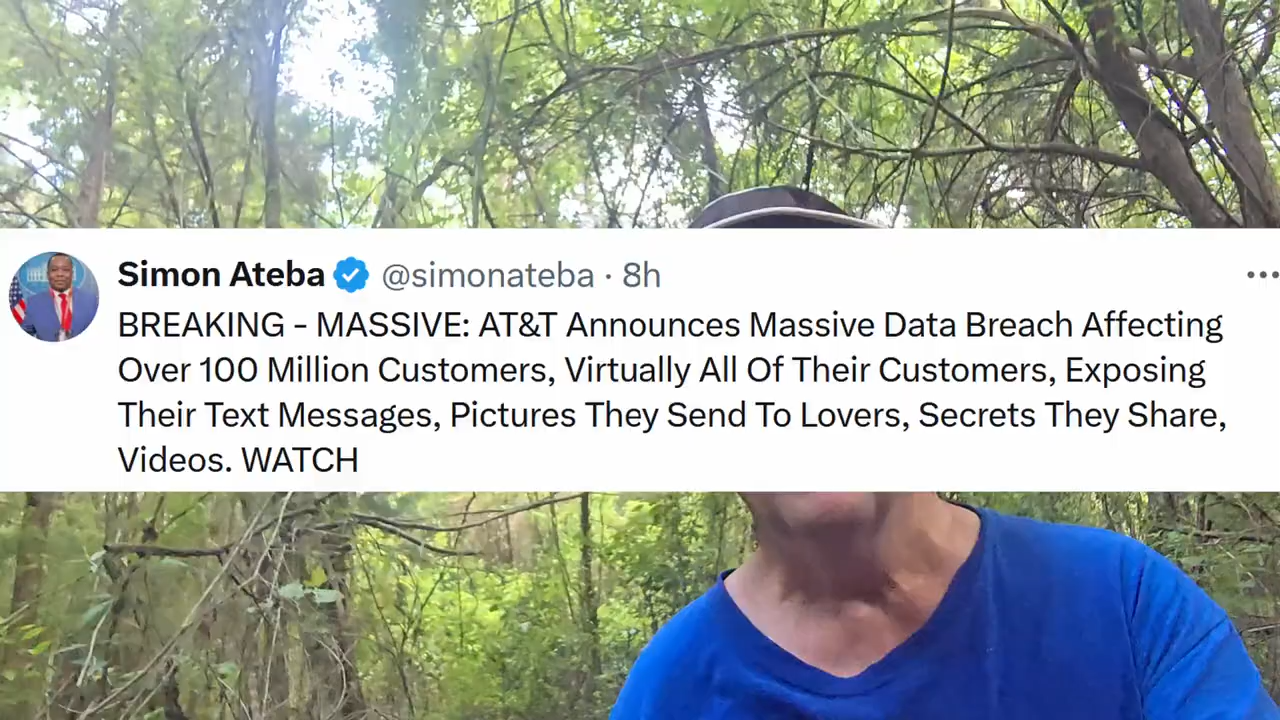 Simon Ateba @simonateba · 8h
BREAKING - MASSIVE: AT&T Announces Massive Data Breach Affecting
Over 100 Million Customers, Virtually All Of Their Customers, Exposing
Their Text Messages, Pictures They Send To Lovers, Secrets They Share,
Videos. WATCH